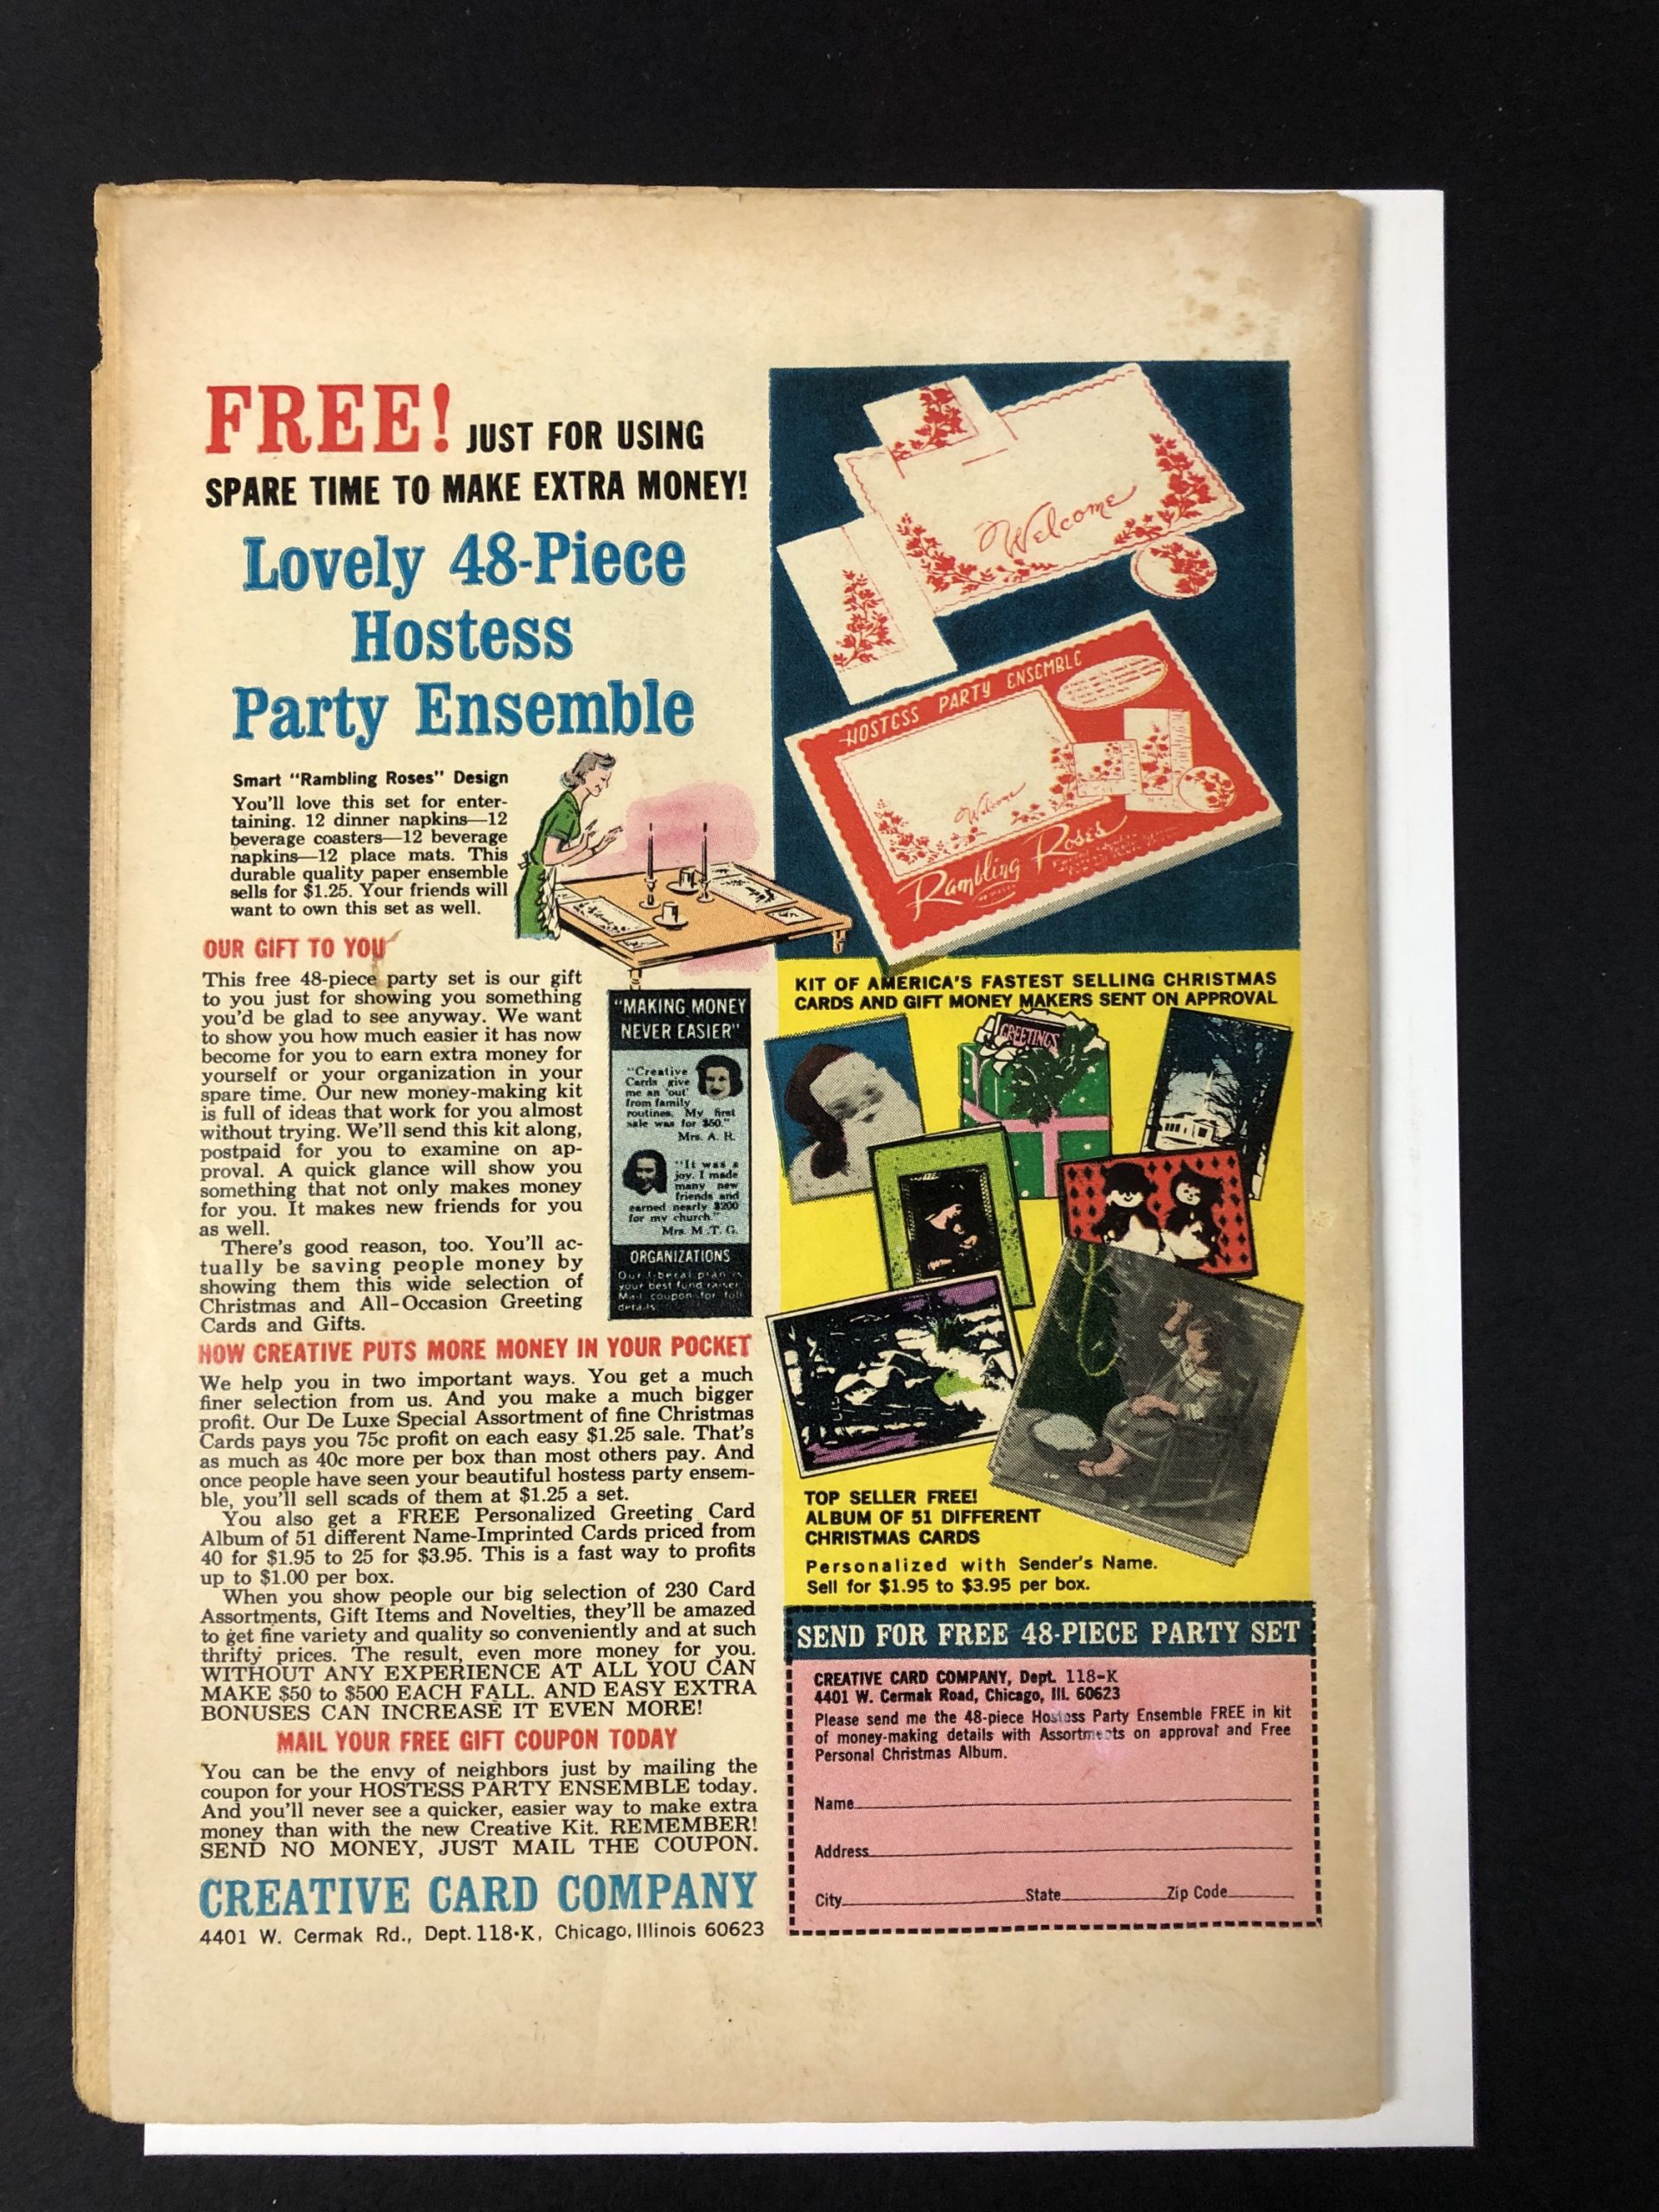 FREE! JUST FOR USING
SPARE TIME TO MAKE EXTRA MONEY!
Lovely 48-Piece
Hostess
Party Ensemble
Smart "Rambling Roses" Design
You'll love this set for enter-
taining. 12 dinner napkins—12
beverage coasters—12 beverage
napkins—12 place mats. This
durable quality paper ensemble
sells for $1.25. Your friends will
want to own this set as well.
OUR GIFT TO YOU
This free 48-piece party set is our gift
to you just for showing you something
you'd be glad to see anyway. We want
to show you how much easier it has now
become for you to earn extra money for
yourself or your organization in your
spare time. Our new money-making kit
is full of ideas that work for you almost
without trying. We'll send this kit along,
postpaid for you to examine on ap-
proval. A quick glance will show you
something that not only makes money
for you. It makes new friends for you
as well.
There's good reason, too. You'll ac-
tually be saving people money by
showing them this wide selection of
Christmas and All-Occasion Greeting
Cards and Gifts.
"MAKING MONEY
NEVER EASIER"
"Creative
Cards give
me an 'out'
from family
routines. My first
sale was for $50."
Mrs. A. R.
"It was a
joy. I made
many new
friends and
earned nearly $200
for my church."
Mrs. M. T. G.
ORGANIZATIONS
Our liberal plan is
your best fund raiser.
Mail coupon for full
details.
HOW CREATIVE PUTS MORE MONEY IN YOUR POCKET
We help you in two important ways. You get a much
finer selection from us. And you make a much bigger
profit. Our De Luxe Special Assortment of fine Christmas
Cards pays you 75c profit on each easy $1.25 sale. That's
as much as 40c more per box than most others pay. And
once people have seen your beautiful hostess party ensem-
ble, you'll sell scads of them at $1.25 a set.
You also get a FREE Personalized Greeting Card
Album of 51 different Name-Imprinted Cards priced from
40 for $1.95 to 25 for $3.95. This is a fast way to profits
up to $1.00 per box.
When you show people our big selection of 230 Card
Assortments, Gift Items and Novelties, they'll be amazed
to get fine variety and quality so conveniently and at such
thrifty prices. The result, even more money for you.
WITHOUT ANY EXPERIENCE AT ALL YOU CAN
MAKE $50 to $500 EACH FALL. AND EASY EXTRA
BONUSES CAN INCREASE IT EVEN MORE!
MAIL YOUR FREE GIFT COUPON TODAY
You can be the envy of neighbors just by mailing the
coupon for your HOSTESS PARTY ENSEMBLE today.
And you'll never see a quicker, easier way to make extra
money than with the new Creative Kit. REMEMBER!
SEND NO MONEY, JUST MAIL THE COUPON.
CREATIVE CARD COMPANY
4401 W. Cermak Rd., Dept. 118-K, Chicago, Illinois 60623
Welcome
HOSTESS PARTY ENSEMBLE
Welcome
Rambling Roses
KIT OF AMERICA'S FASTEST SELLING CHRISTMAS
CARDS AND GIFT MONEY MAKERS SENT ON APPROVAL
GREETINGS
TOP SELLER FREE!
ALBUM OF 51 DIFFERENT
CHRISTMAS CARDS
Personalized with Sender's Name.
Sell for $1.95 to $3.95 per box.
SEND FOR FREE 48-PIECE PARTY SET
CREATIVE CARD COMPANY, Dept. 118-K
4401 W. Cermak Road, Chicago, Ill. 60623
Please send me the 48-piece Hostess Party Ensemble FREE in kit
of money-making details with Assortments on approval and Free
Personal Christmas Album.
Name
Address
City State Zip Code